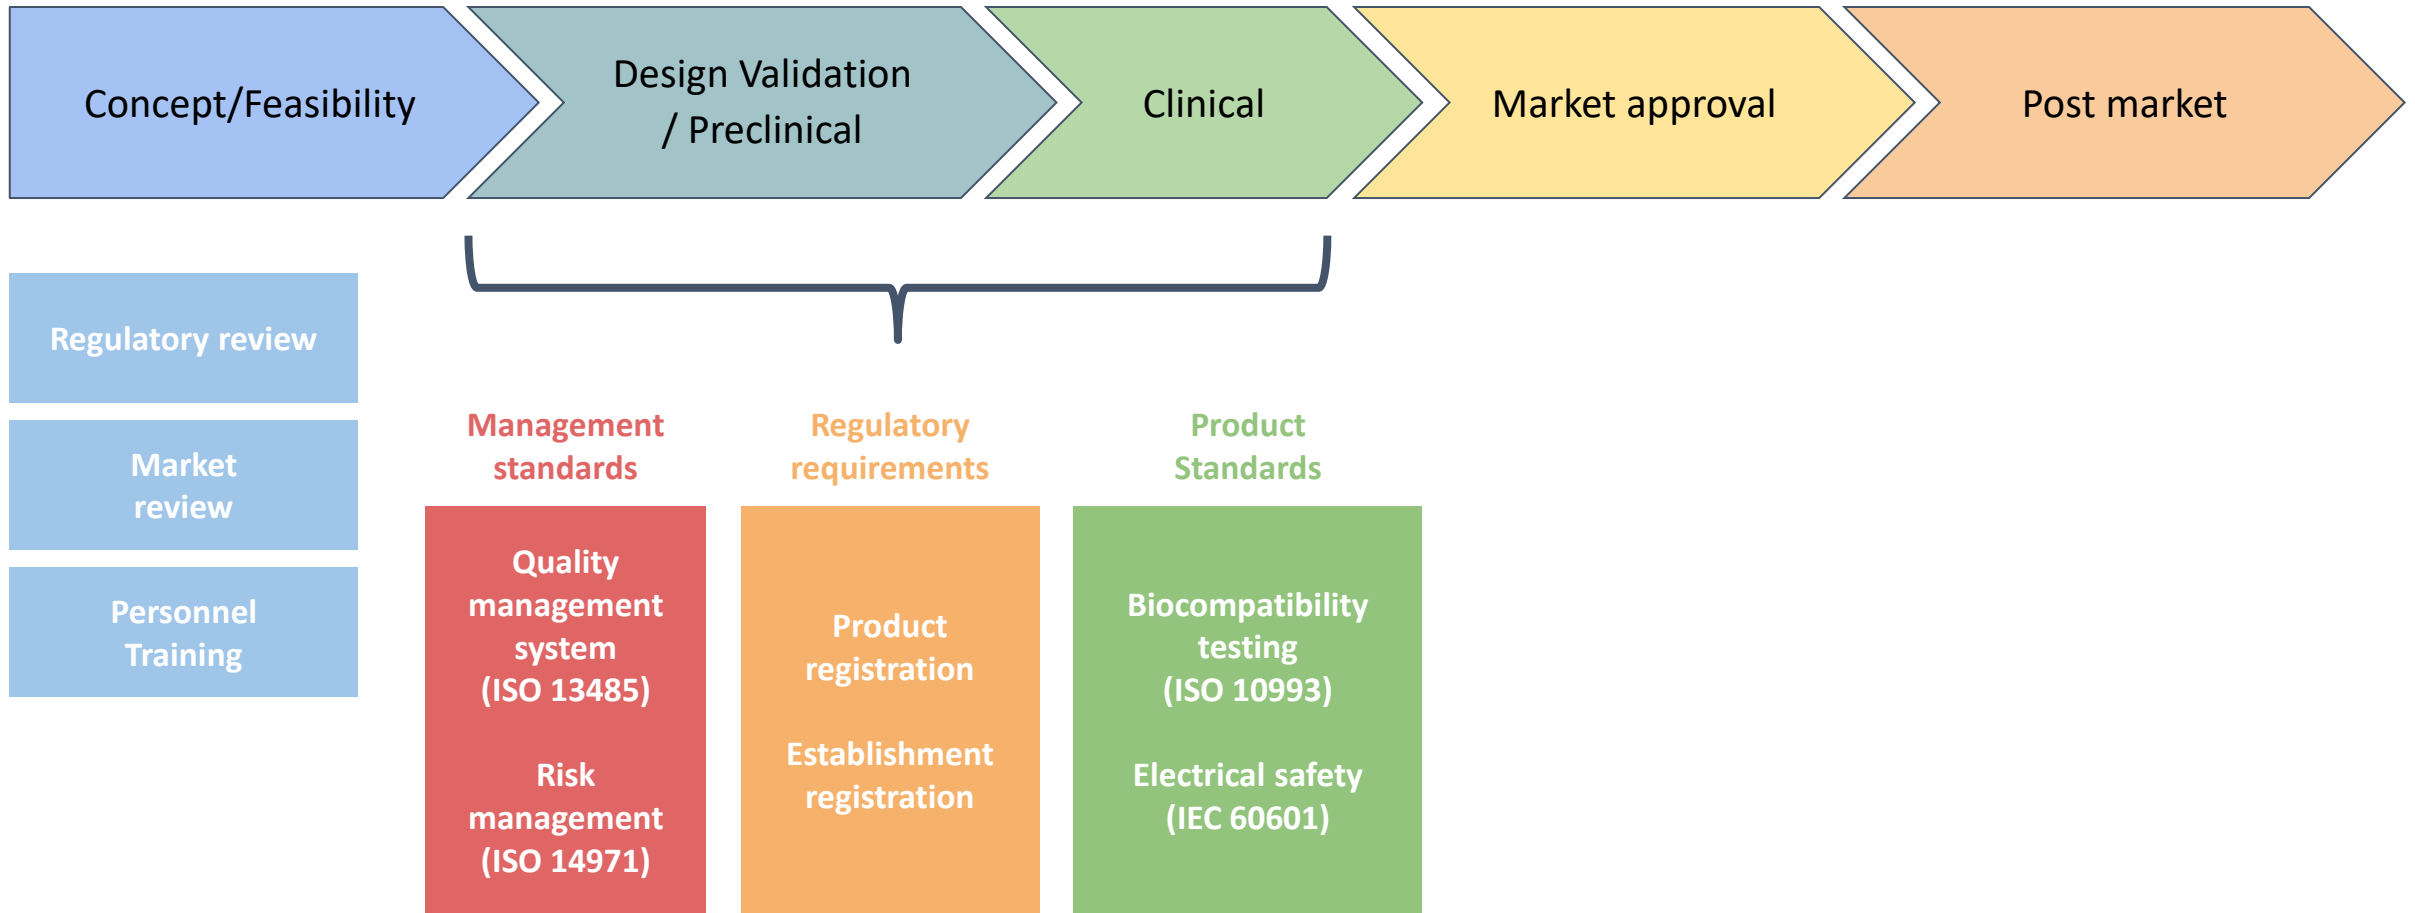 Concept/Feasibility
Design Validation
/ Preclinical
Clinical
Market approval
Post market
Regulatory review
Market
review
Personnel
Training
Management
standards
Quality
management
system
(ISO 13485)
Risk
management
(ISO 14971)
Regulatory
requirements
Product
registration
Establishment
registration
Product
Standards
Biocompatibility
testing
(ISO 10993)
Electrical safety
(IEC 60601)